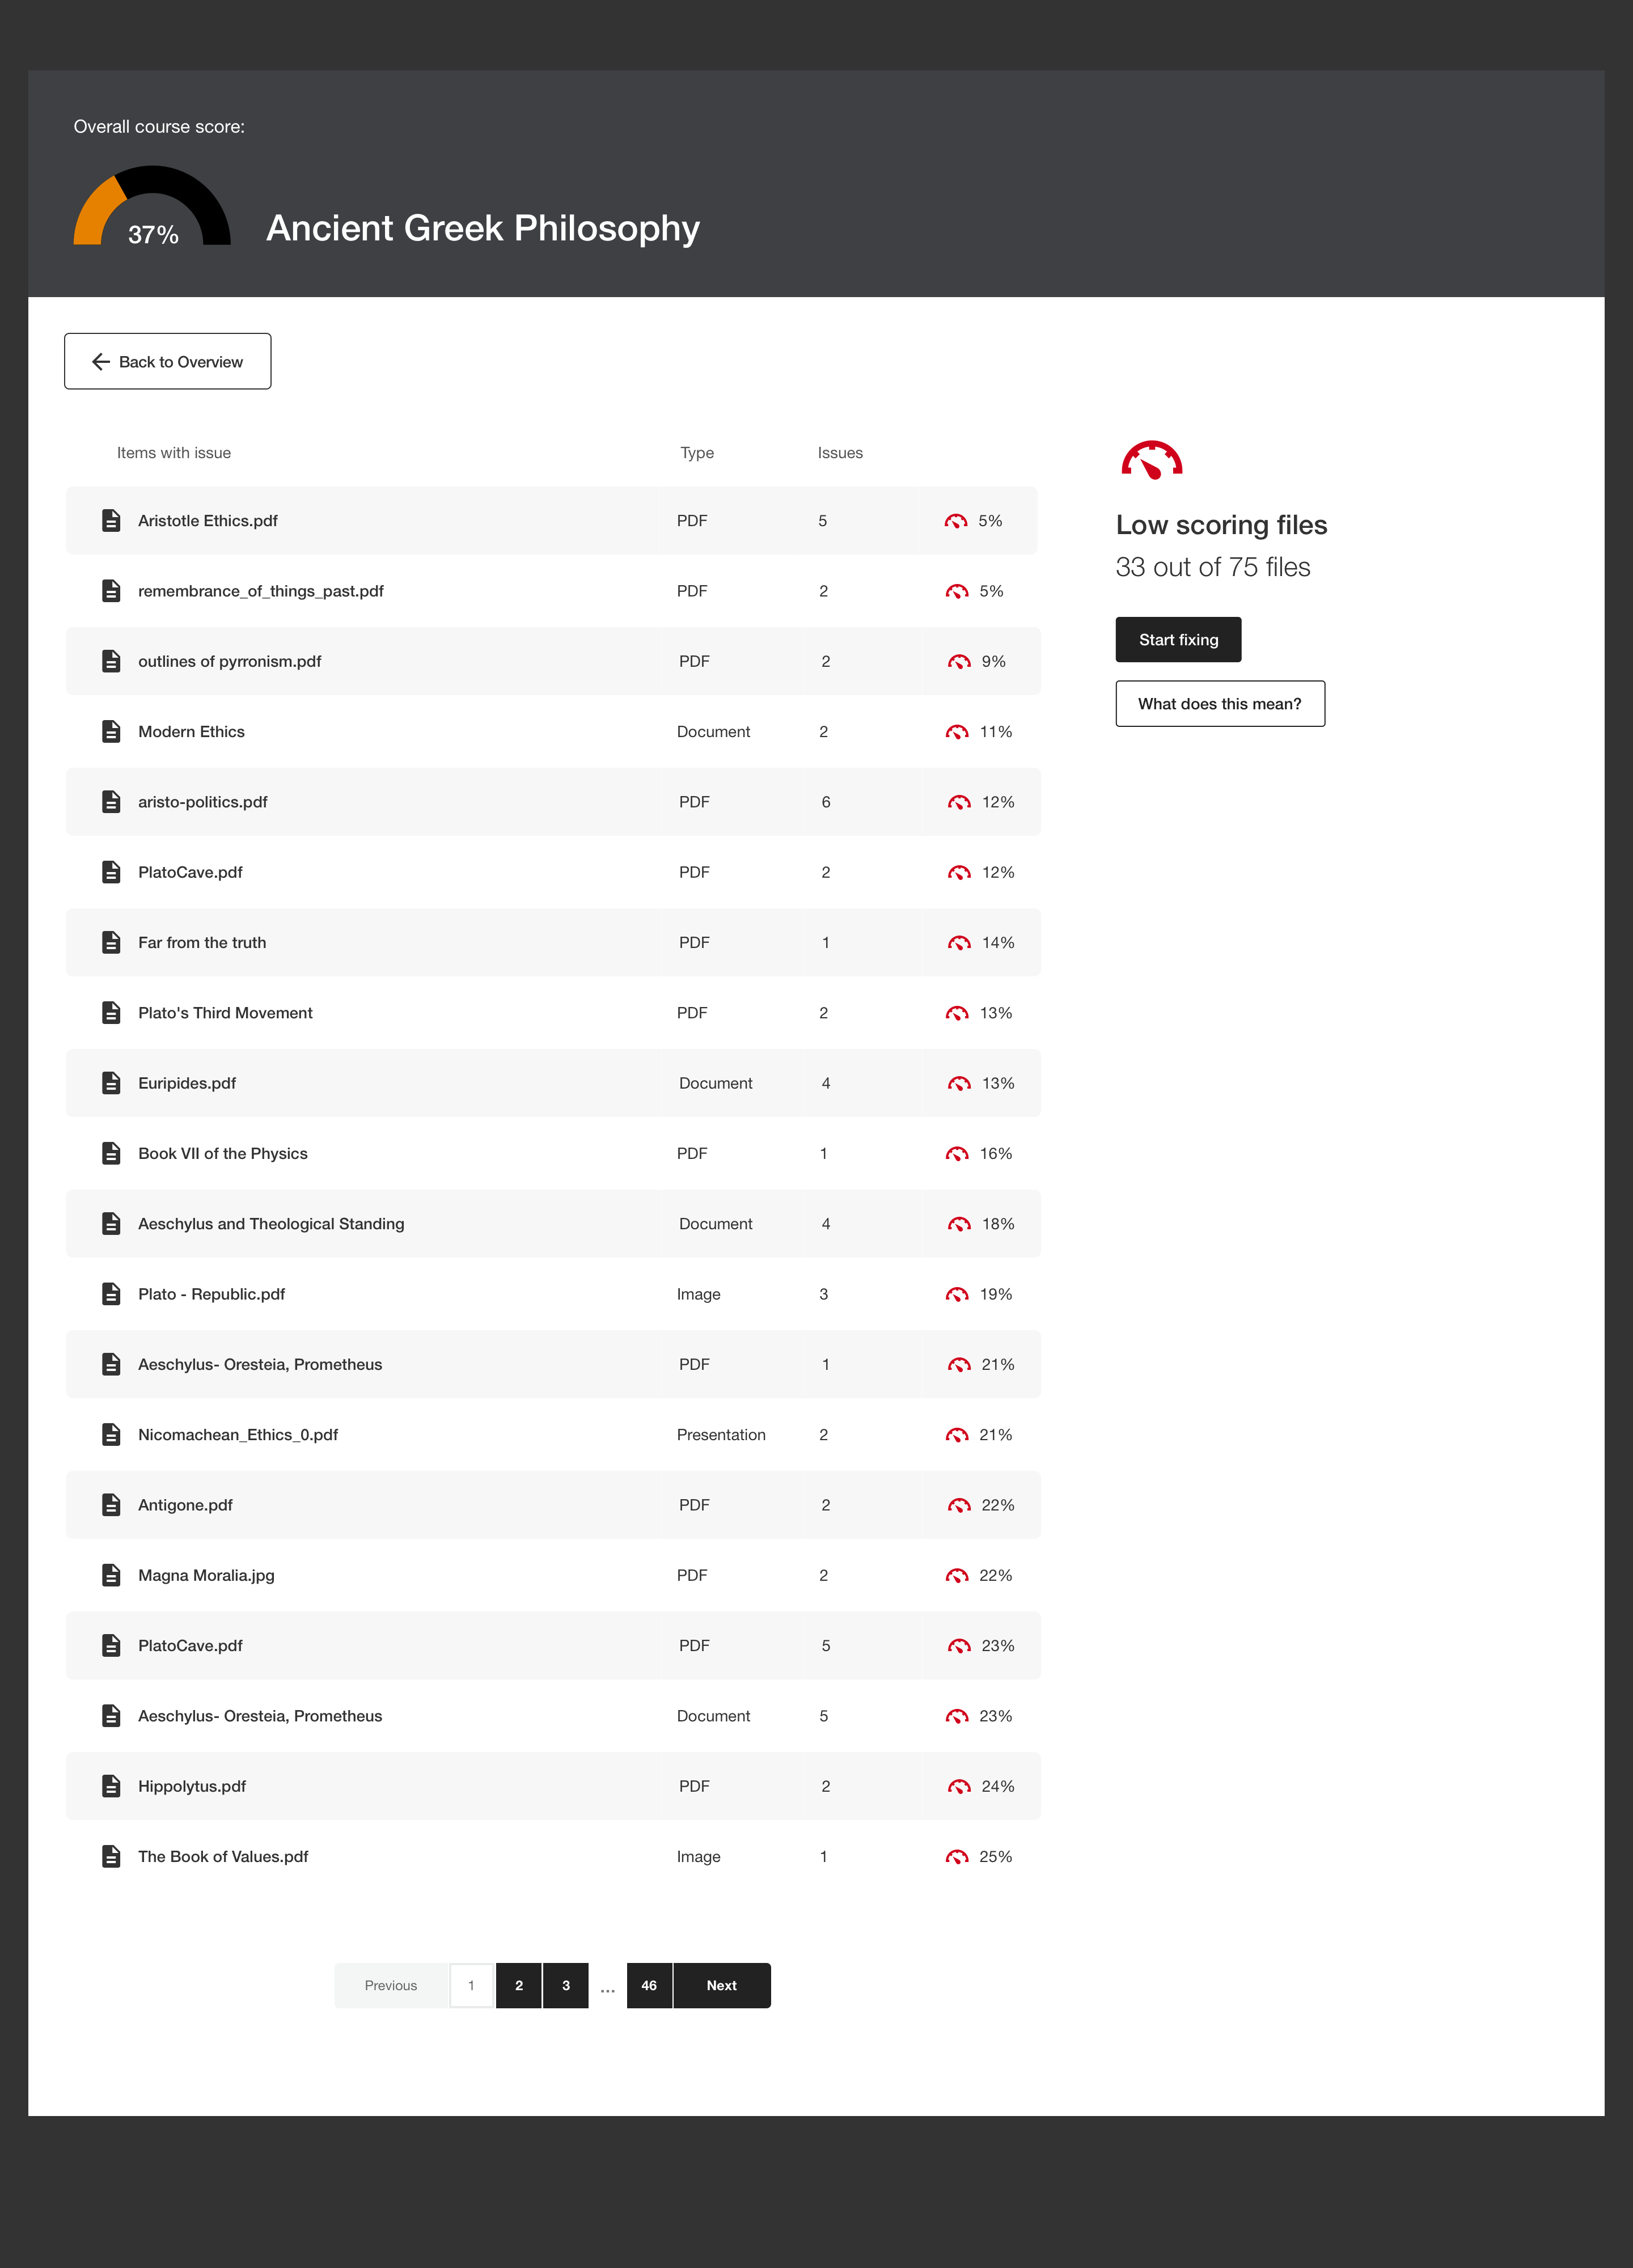 Overall course score:
37%
Ancient Greek Philosophy
Back to Overview
Items with issue Type Issues
Aristotle Ethics.pdf PDF 5 5%
remembrance_of_things_past.pdf PDF 2 5%
outlines of pyrronism.pdf PDF 2 9%
Modern Ethics Document 2 11%
aristo-politics.pdf PDF 6 12%
PlatoCave.pdf PDF 2 12%
Far from the truth PDF 1 14%
Plato's Third Movement PDF 2 13%
Euripides.pdf Document 4 13%
Book VII of the Physics PDF 1 16%
Aeschylus and Theological Standing Document 4 18%
Plato - Republic.pdf Image 3 19%
Aeschylus- Oresteia, Prometheus PDF 1 21%
Nicomachean_Ethics_0.pdf Presentation 2 21%
Antigone.pdf PDF 2 22%
Magna Moralia.jpg PDF 2 22%
PlatoCave.pdf PDF 5 23%
Aeschylus- Oresteia, Prometheus Document 5 23%
Hippolytus.pdf PDF 2 24%
The Book of Values.pdf Image 1 25%
Previous 1 2 3 ... 46 Next
Low scoring files
33 out of 75 files
Start fixing
What does this mean?